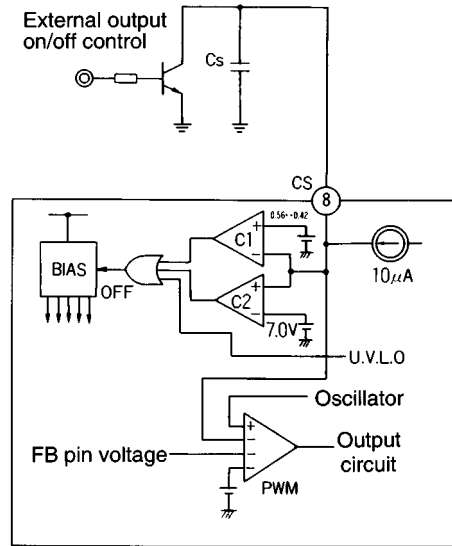 External output
on/off control
Cs
CS
8
0.56↔0.42
C1
+
−
10μA
BIAS
OFF
C2
+
−
7.0V
U.V.L.O
Oscillator
+
−
−
−
FB pin voltage
Output
circuit
PWM